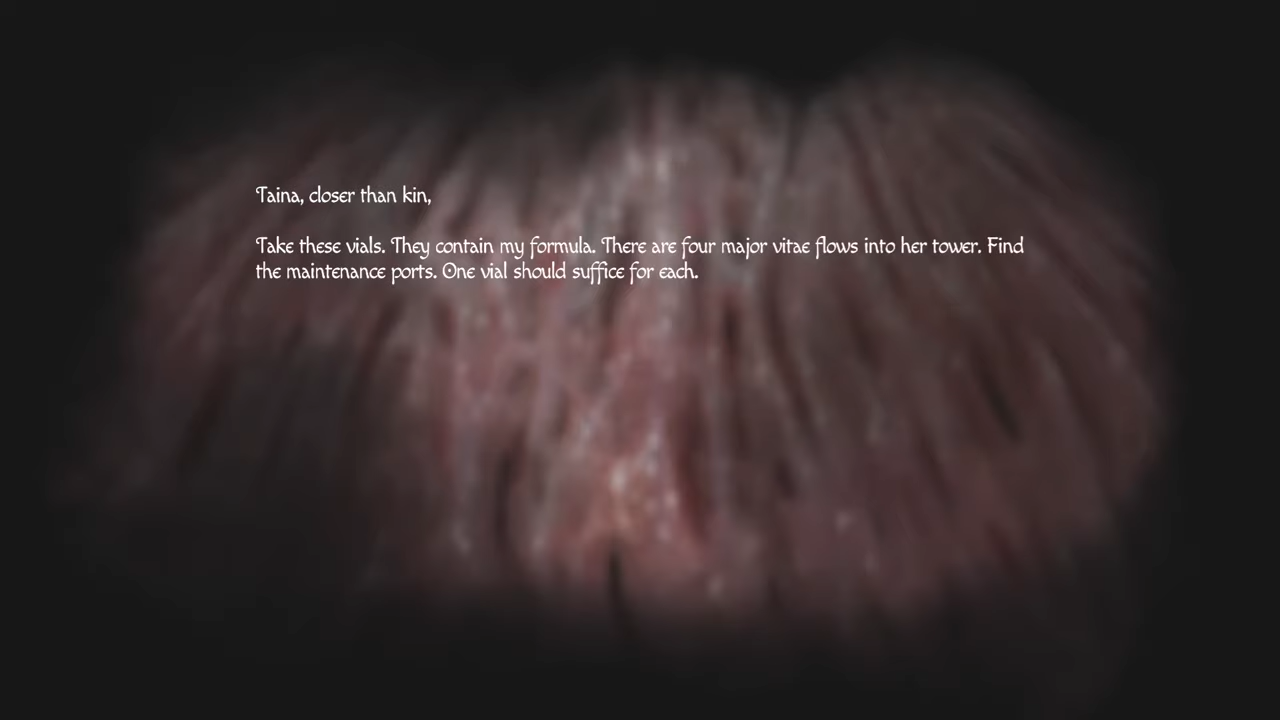 Taina, closer than kin,
Take these vials. They contain my formula. There are four major vitae flows into her tower. Find
the maintenance ports. One vial should suffice for each.